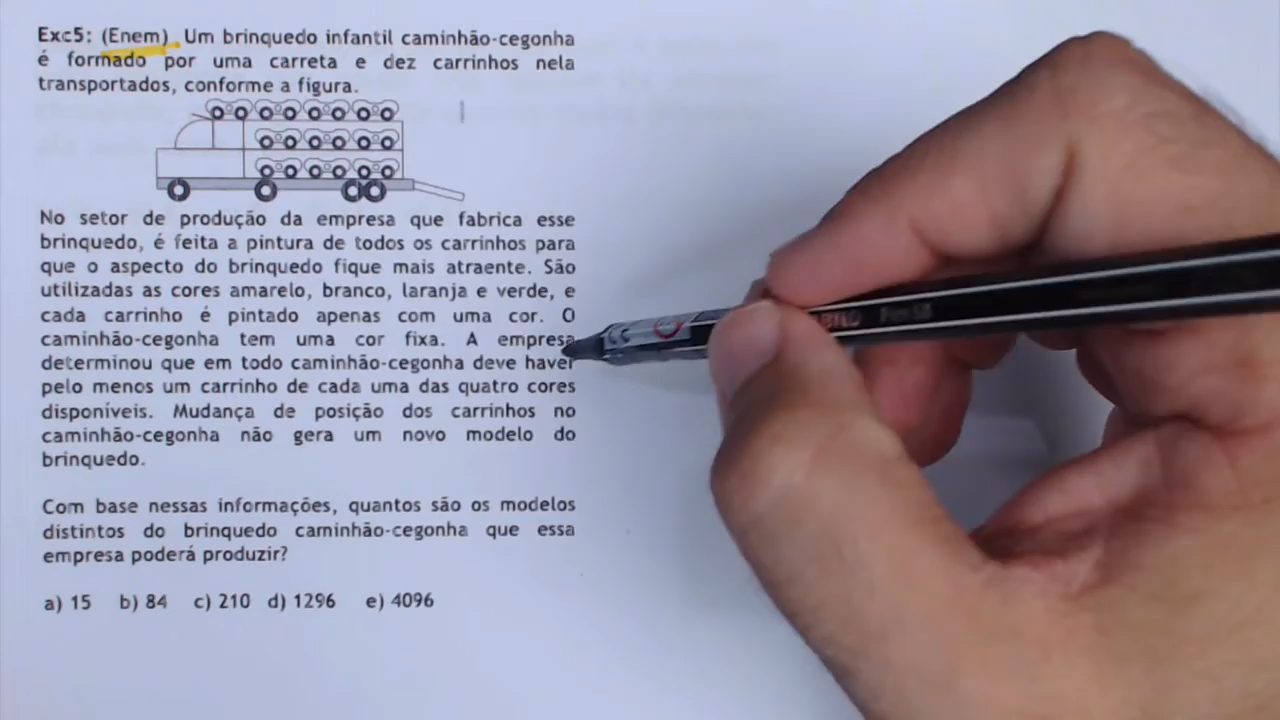 Exc5: (Enem) Um brinquedo infantil caminhão-cegonha
é formado por uma carreta e dez carrinhos nela
transportados, conforme a figura.
No setor de produção da empresa que fabrica esse
brinquedo, é feita a pintura de todos os carrinhos para
que o aspecto do brinquedo fique mais atraente. São
utilizadas as cores amarelo, branco, laranja e verde, e
cada carrinho é pintado apenas com uma cor. O
caminhão-cegonha tem uma cor fixa. A empresa
determinou que em todo caminhão-cegonha deve haver
pelo menos um carrinho de cada uma das quatro cores
disponíveis. Mudança de posição dos carrinhos no
caminhão-cegonha não gera um novo modelo do
brinquedo.
Com base nessas informações, quantos são os modelos
distintos do brinquedo caminhão-cegonha que essa
empresa poderá produzir?
a) 15 b) 84 c) 210 d) 1296 e) 4096